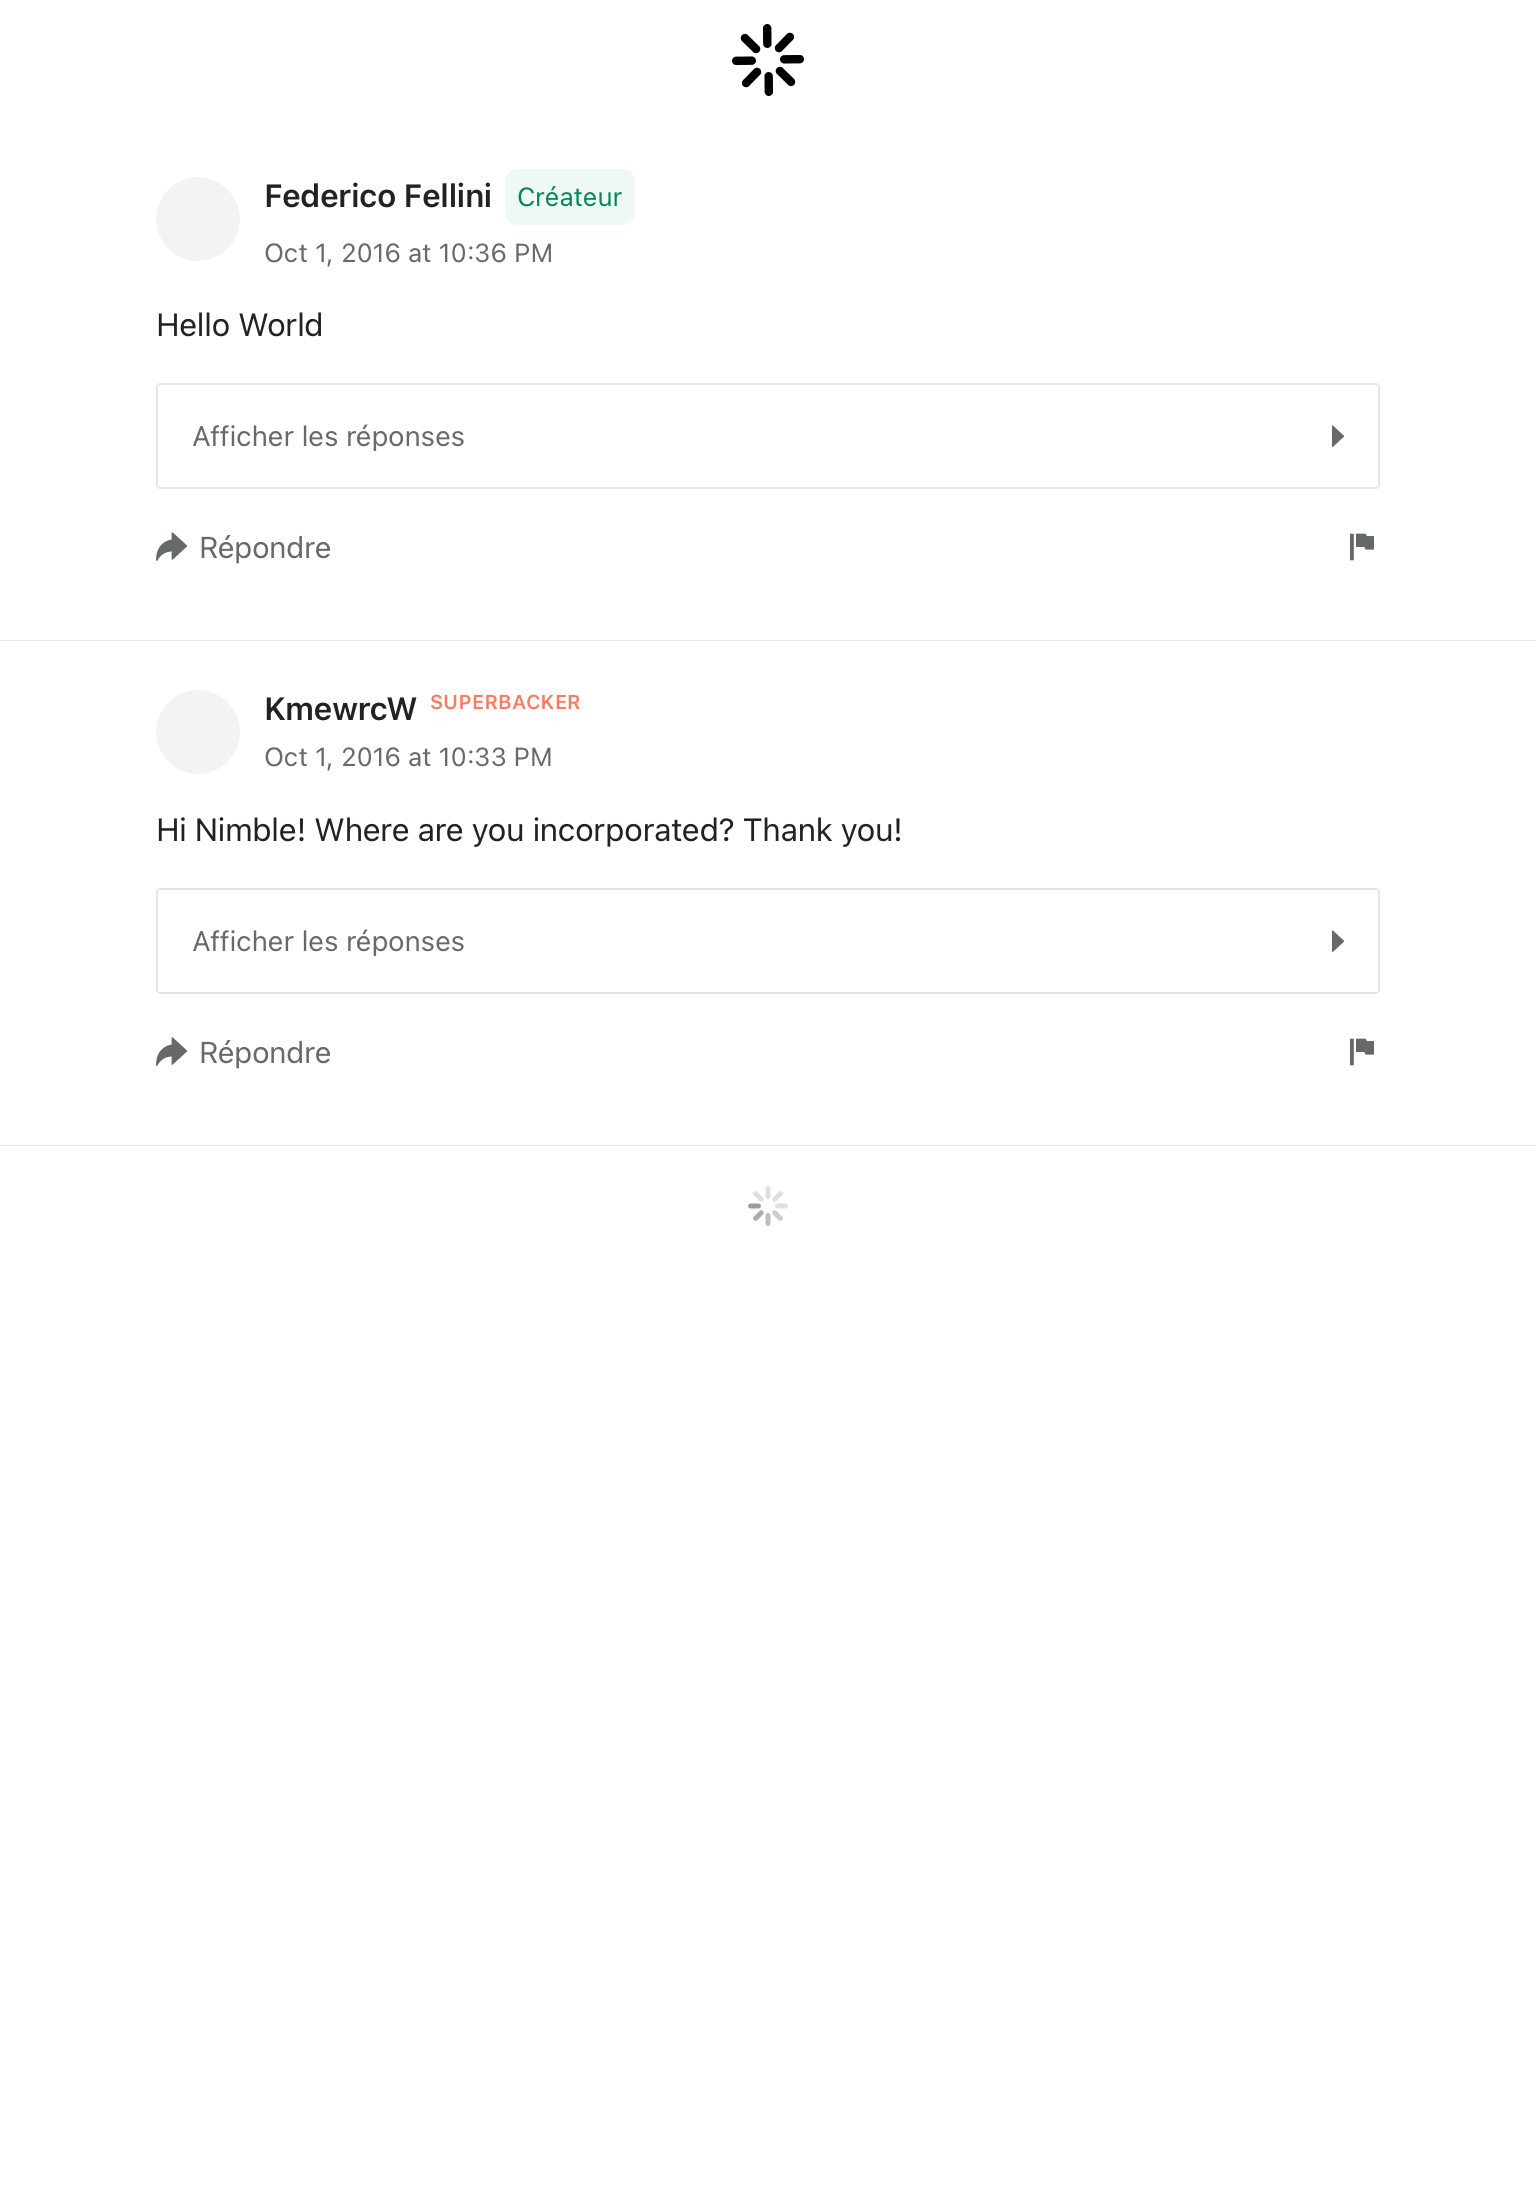 Federico Fellini Créateur
Oct 1, 2016 at 10:36 PM
Hello World
Afficher les réponses
Répondre
KmewrcW SUPERBACKER
Oct 1, 2016 at 10:33 PM
Hi Nimble! Where are you incorporated? Thank you!
Afficher les réponses
Répondre